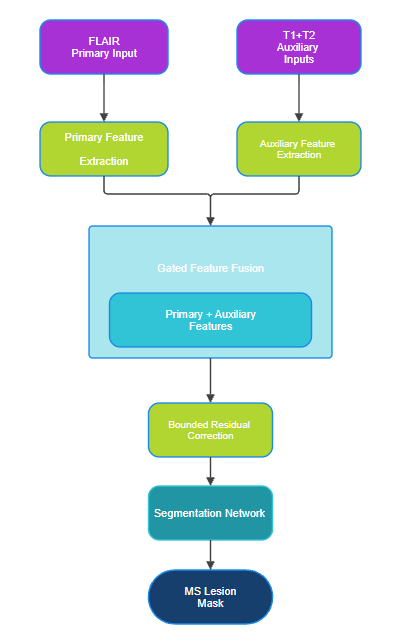 FLAIR
Primary Input
T1+T2
Auxiliary
Inputs
Primary Feature
Extraction
Auxiliary Feature
Extraction
Gated Feature Fusion
Primary + Auxiliary
Features
Bounded Residual
Correction
Segmentation Network
MS Lesion
Mask